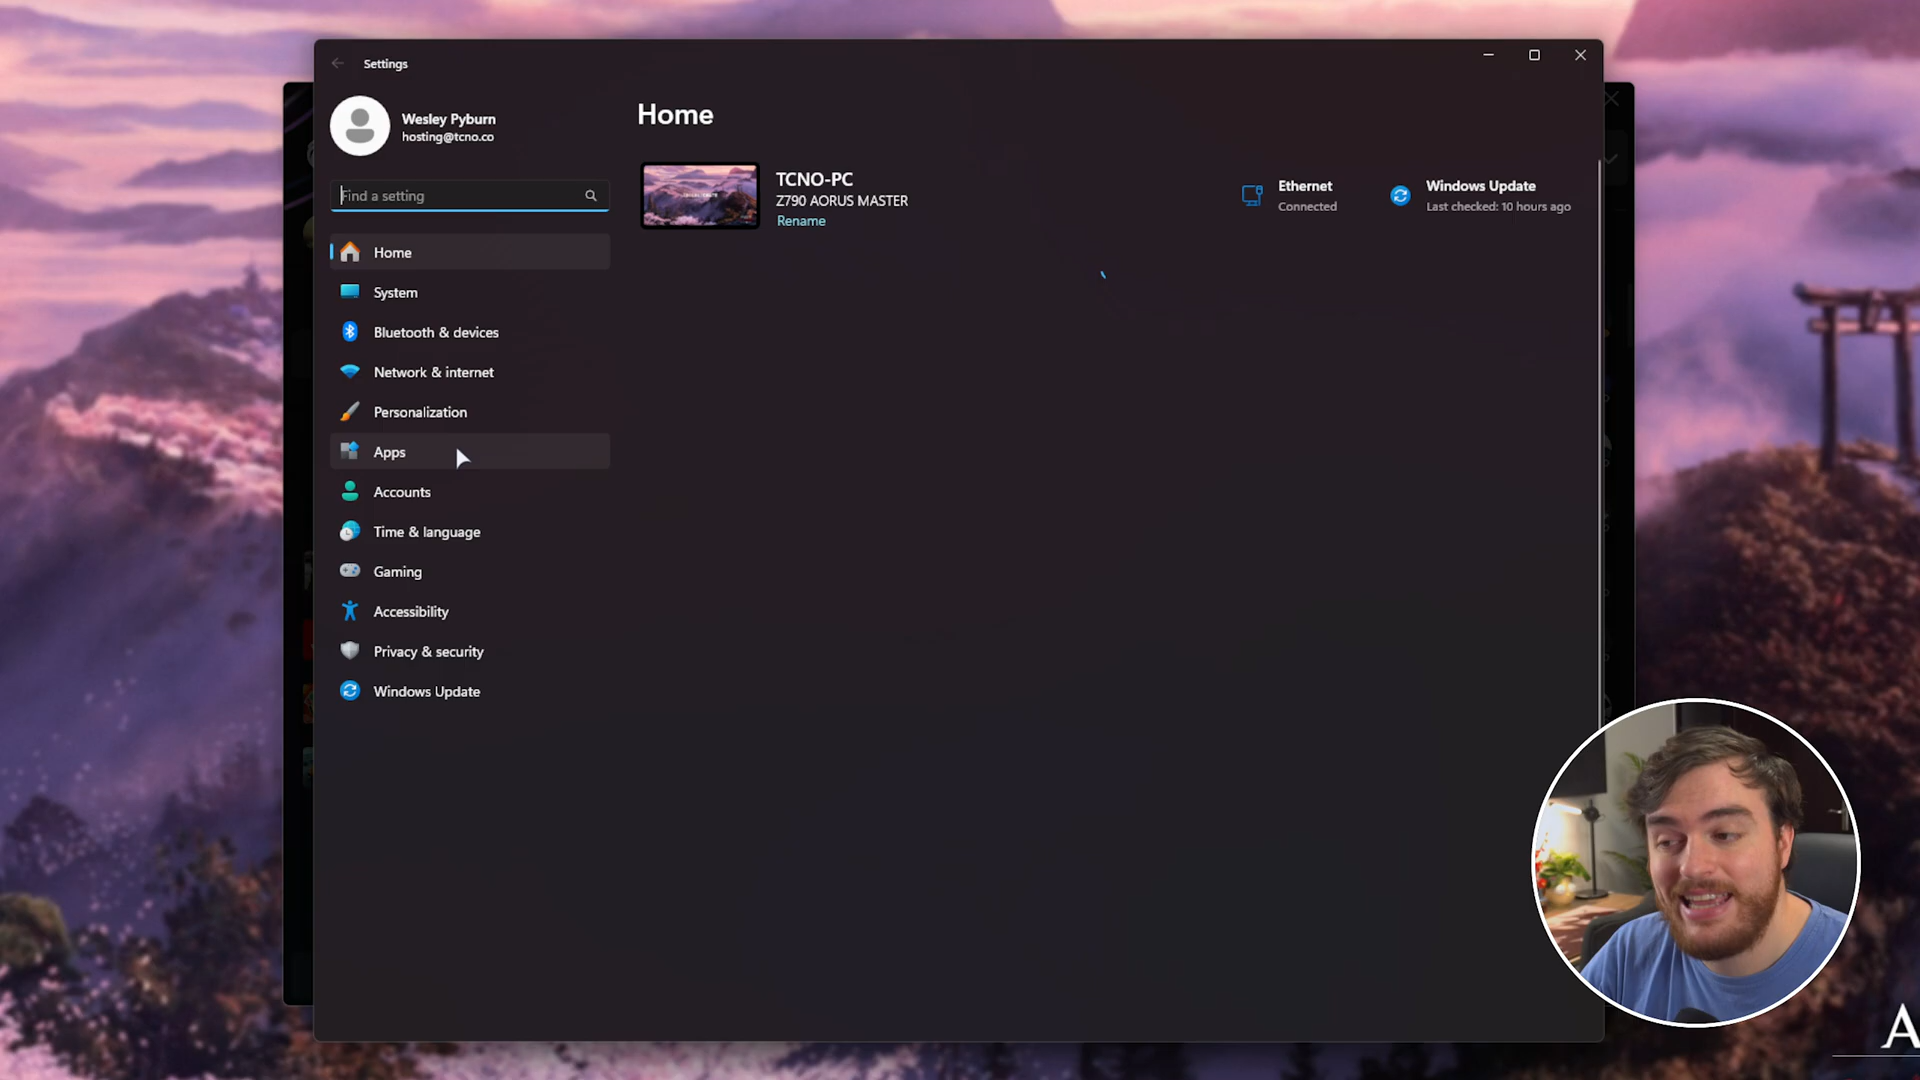 Settings
Wesley Pyburn
hosting@tcno.co
Find a setting
Home
System
Bluetooth & devices
Network & internet
Personalization
Apps
Accounts
Time & language
Gaming
Accessibility
Privacy & security
Windows Update
Home
TCNO-PC
Z790 AORUS MASTER
Rename
Ethernet
Connected
Windows Update
Last checked: 10 hours ago
A